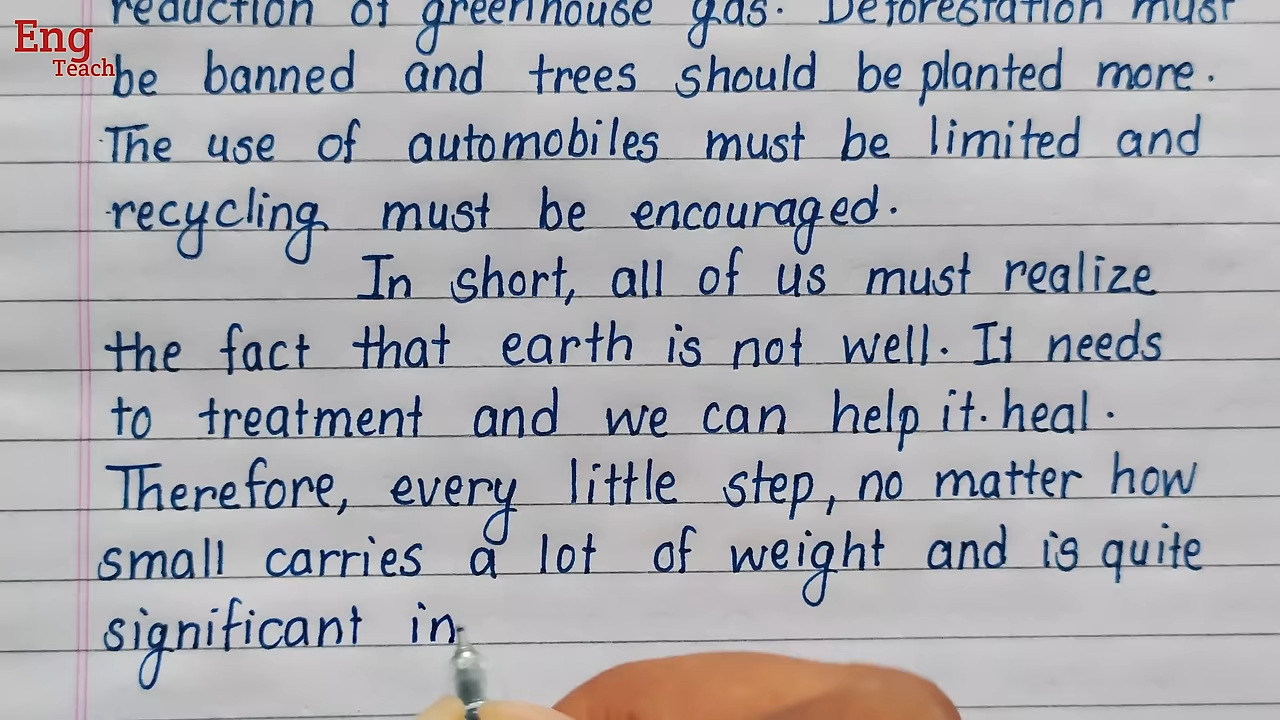 Eng
Teach
reduction of greenhouse gas. Deforestation must
be banned and trees should be planted more.
The use of automobiles must be limited and
recycling must be encouraged.
In short, all of us must realize
the fact that earth is not well. It needs
to treatment and we can help it. heal.
Therefore, every little step, no matter how
small carries a lot of weight and is quite
significant in